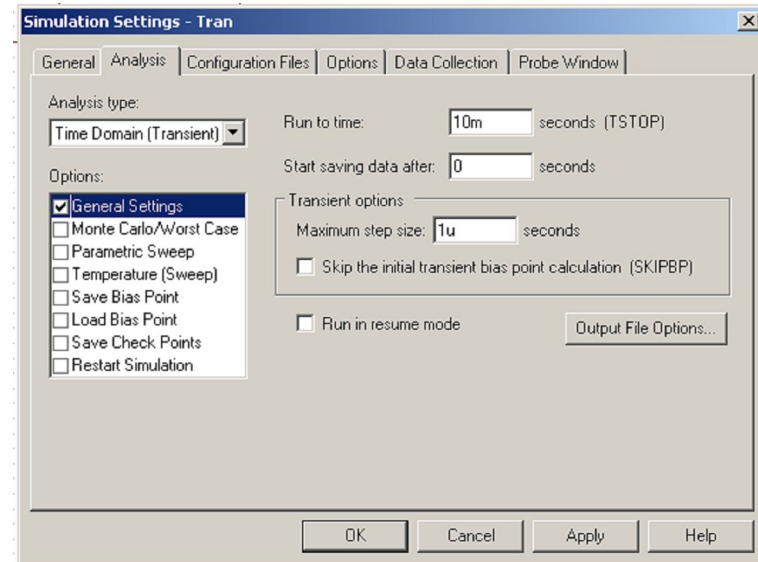 Simulation Settings - Tran
General Analysis Configuration Files Options Data Collection Probe Window
Analysis type:
Time Domain (Transient)
Options:
General Settings
Monte Carlo/Worst Case
Parametric Sweep
Temperature (Sweep)
Save Bias Point
Load Bias Point
Save Check Points
Restart Simulation
Run to time: 10m seconds (TSTOP)
Start saving data after: 0 seconds
Transient options
Maximum step size: 1u seconds
Skip the initial transient bias point calculation (SKIPBP)
Run in resume mode
Output File Options...
OK Cancel Apply Help